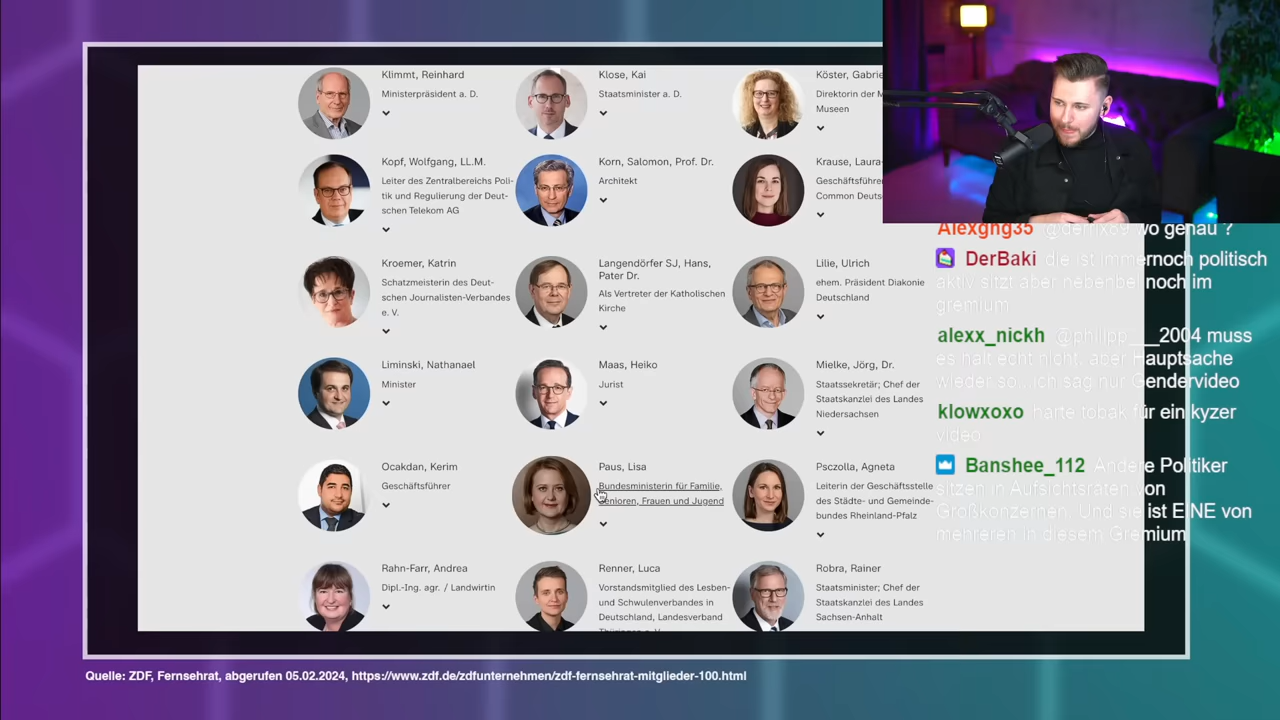 Klimmt, Reinhard
Ministerpräsident a. D.
Klose, Kai
Staatsminister a. D.
Köster, Gabrie
Direktorin der M
Museen
Kopf, Wolfgang, LL.M.
Leiter des Zentralbereichs Poli-
tik und Regulierung der Deut-
schen Telekom AG
Korn, Salomon, Prof. Dr.
Architekt
Krause, Laura-
Geschäftsführe
Common Deuts
Kroemer, Katrin
Schatzmeisterin des Deut-
schen Journalisten-Verbandes
e. V.
Langendörfer SJ, Hans,
Pater Dr.
Als Vertreter der Katholischen
Kirche
Lilie, Ulrich
ehem. Präsident Diakonie
Deutschland
Liminski, Nathanael
Minister
Maas, Heiko
Jurist
Mielke, Jörg, Dr.
Staatssekretär; Chef der
Staatskanzlei des Landes
Niedersachsen
Ocakdan, Kerim
Geschäftsführer
Paus, Lisa
Bundesministerin für Familie,
Senioren, Frauen und Jugend
Psczolla, Agneta
Leiterin der Geschäftsstelle
des Städte- und Gemeinde-
bundes Rheinland-Pfalz
Rahn-Farr, Andrea
Dipl.-Ing. agr. / Landwirtin
Renner, Luca
Vorstandsmitglied des Lesben-
und Schwulenverbandes in
Deutschland, Landesverband
Thüringen e. V.
Robra, Rainer
Staatsminister; Chef der
Staatskanzlei des Landes
Sachsen-Anhalt
Alexgng35 @derrix89 wo genau ?
DerBaki die ist immernoch politisch
aktiv sitzt aber nebenbei noch im
gremium
alexx_nickh @philipp___2004 muss
es halt echt nicht, aber Hauptsache
wieder so...ich sag nur Gendervideo
klowxoxo harte tobak für ein kyzer
video
Banshee_112 Andere Politiker
sitzen in Aufsichtsräten von
Großkonzernen. Und sie ist EINE von
mehreren in diesem Gremium
Quelle: ZDF, Fernsehrat, abgerufen 05.02.2024, https://www.zdf.de/zdfunternehmen/zdf-fernsehrat-mitglieder-100.html